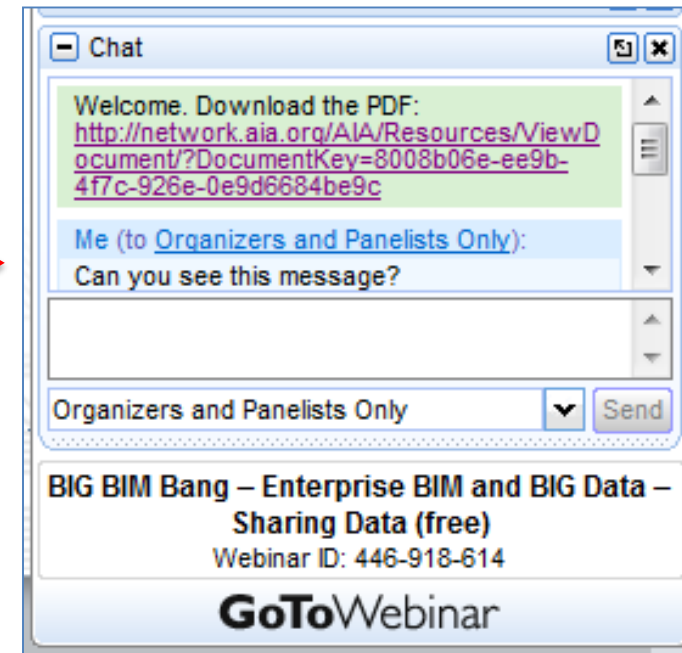 Chat
Welcome. Download the PDF:
http://network.aia.org/AIA/Resources/ViewD
ocument/?DocumentKey=8008b06e-ee9b-
4f7c-926e-0e9d6684be9c
Me (to Organizers and Panelists Only):
Can you see this message?
Organizers and Panelists Only
Send
BIG BIM Bang – Enterprise BIM and BIG Data –
Sharing Data (free)
Webinar ID: 446-918-614
GoToWebinar